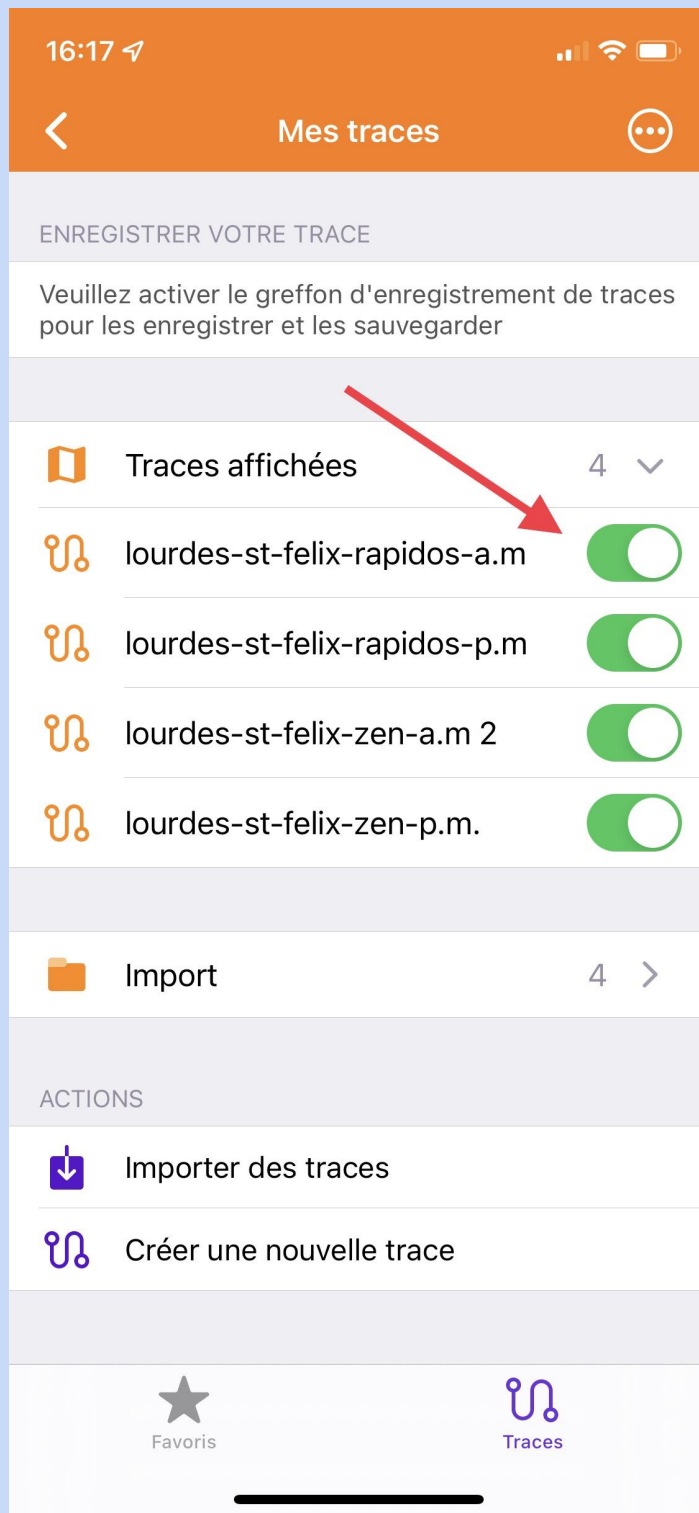 16:17
Mes traces
ENREGISTRER VOTRE TRACE
Veuillez activer le greffon d'enregistrement de traces
pour les enregistrer et les sauvegarder
Traces affichées 4
lourdes-st-felix-rapidos-a.m
lourdes-st-felix-rapidos-p.m
lourdes-st-felix-zen-a.m 2
lourdes-st-felix-zen-p.m.
Import 4
ACTIONS
Importer des traces
Créer une nouvelle trace
Favoris Traces